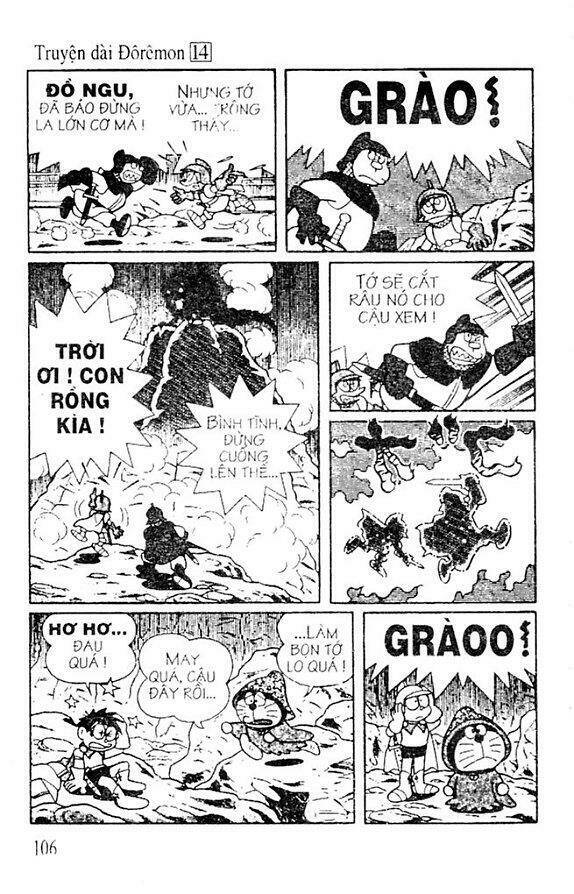 Truyện dài Đôrêmon 14
ĐỒ NGU,
ĐÃ BẢO ĐỪNG
LA LỚN CƠ MÀ !
NHƯNG TỚ
VỪA... TRÔNG
THẤY...
GRÀO !
TRỜI
ƠI ! CON
RỒNG
KÌA !
BÌNH TĨNH,
ĐỪNG
CUỐNG
LÊN THẾ...
TỚ SẼ CẮT
RÂU NÓ CHO
CẬU XEM !
HƠ HƠ...
ĐAU
QUÁ !
MAY
QUÁ, CẬU
ĐÂY RỒI...
...LÀM
BỌN TỚ
LO QUÁ !
GRÀOO !
106